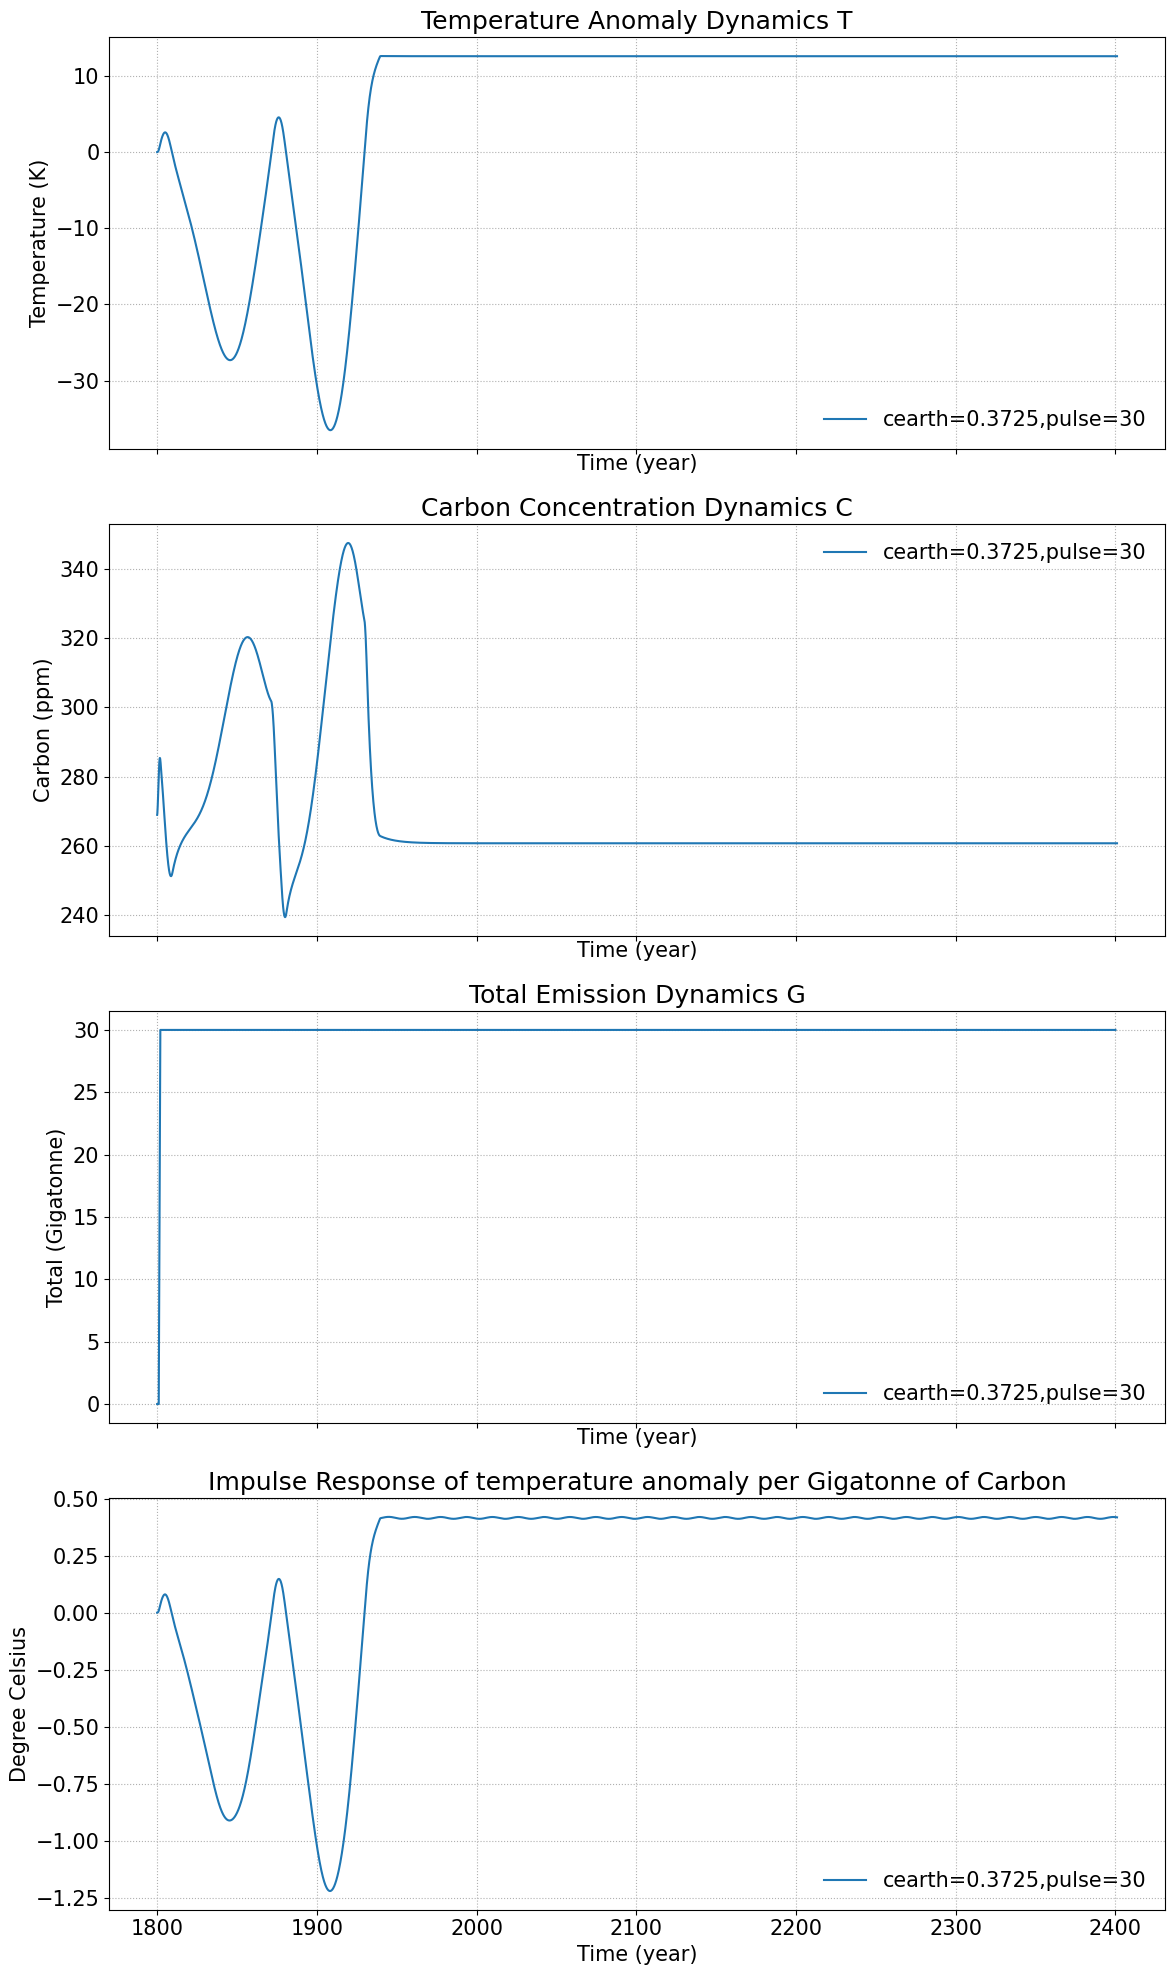 Temperature Anomaly Dynamics T
10
0
−10
−20
−30
Temperature (K)
cearth=0.3725,pulse=30
Time (year)
Carbon Concentration Dynamics C
340
320
300
280
260
240
Carbon (ppm)
cearth=0.3725,pulse=30
Time (year)
Total Emission Dynamics G
30
25
20
15
10
5
0
Total (Gigatonne)
cearth=0.3725,pulse=30
Time (year)
Impulse Response of temperature anomaly per Gigatonne of Carbon
0.50
0.25
0.00
−0.25
−0.50
−0.75
−1.00
−1.25
Degree Celsius
cearth=0.3725,pulse=30
1800 1900 2000 2100 2200 2300 2400
Time (year)